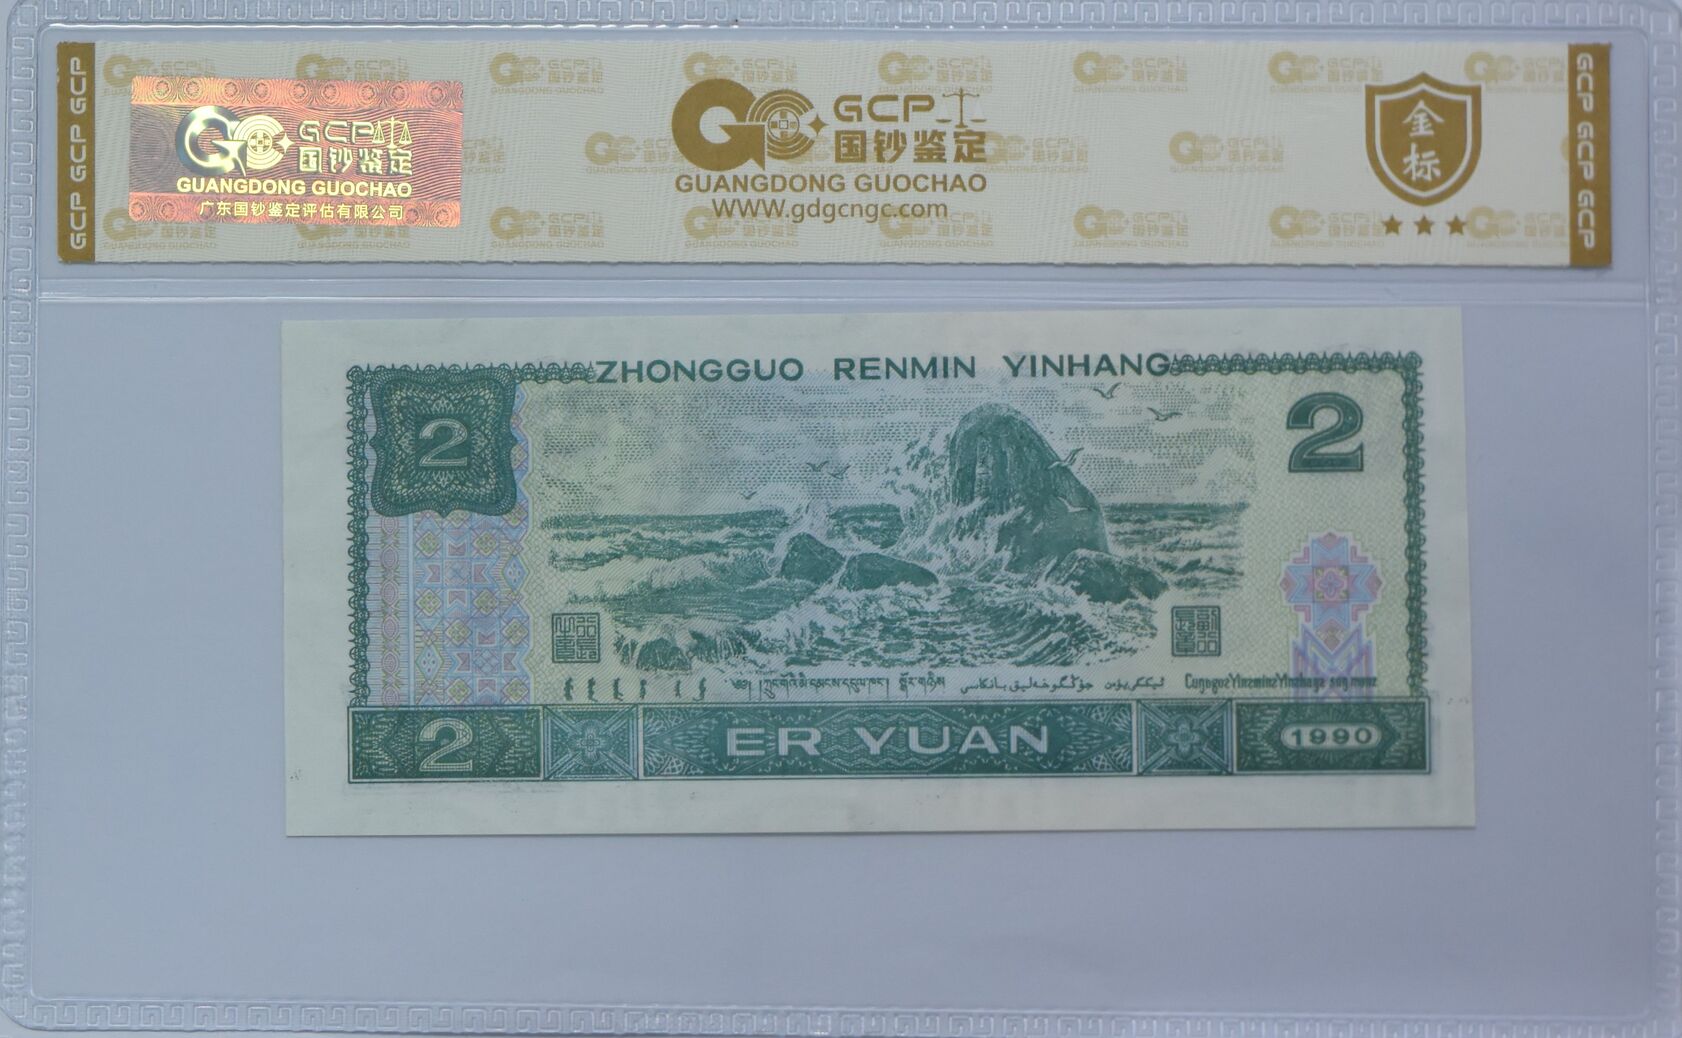 GCP GCP GCP
GCP
国钞鉴定
GUANGDONG GUOCHAO
广东国钞鉴定评估有限公司
GCP
国钞鉴定
GUANGDONG GUOCHAO
WWW.gdgcngc.com
金标
GCP GCP GCP
ZHONGGUO RENMIN YINHANG
2
2
2
ER YUAN
1990